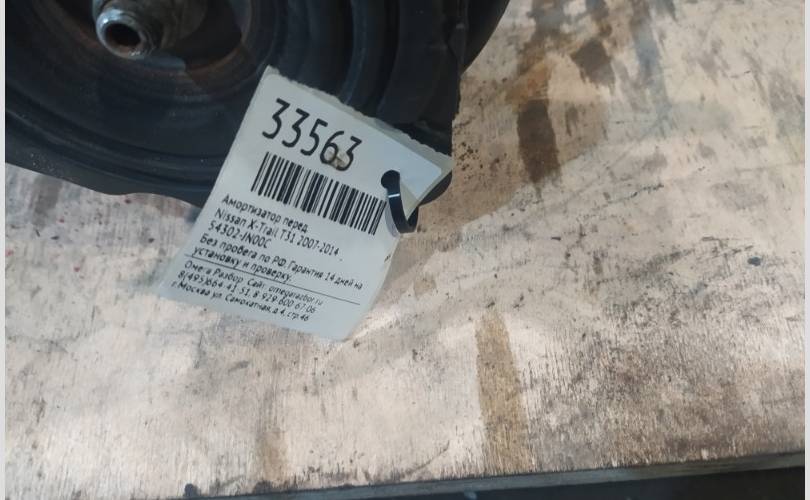 33563
Амортизатор перед
Nissan X-Trail T31 2007-2014 .
54302-JN00C
Без пробега по РФ. Гарантия 14 дней на
установку и проверку.
Омега Разбор Сайт omegarazbor.ru
8(495)664-41-51, 8 929 600 67-06
г.Москва ул. Самокатная, д 4, стр.46